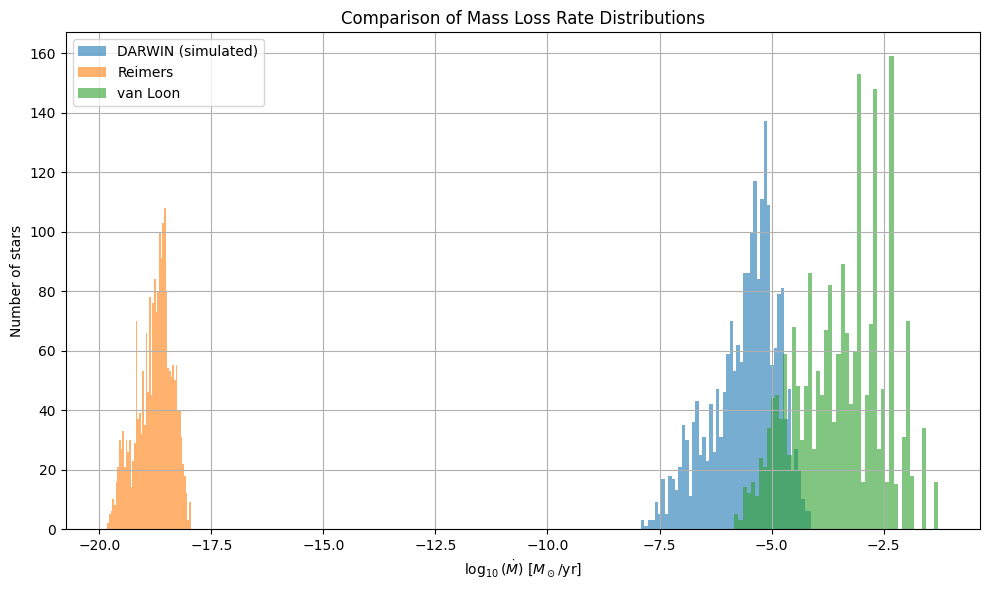 Comparison of Mass Loss Rate Distributions
DARWIN (simulated)
Reimers
van Loon
160
140
120
100
80
60
40
20
0
Number of stars
−20.0 −17.5 −15.0 −12.5 −10.0 −7.5 −5.0 −2.5
log₁₀(Ṁ) [M⊙/yr]